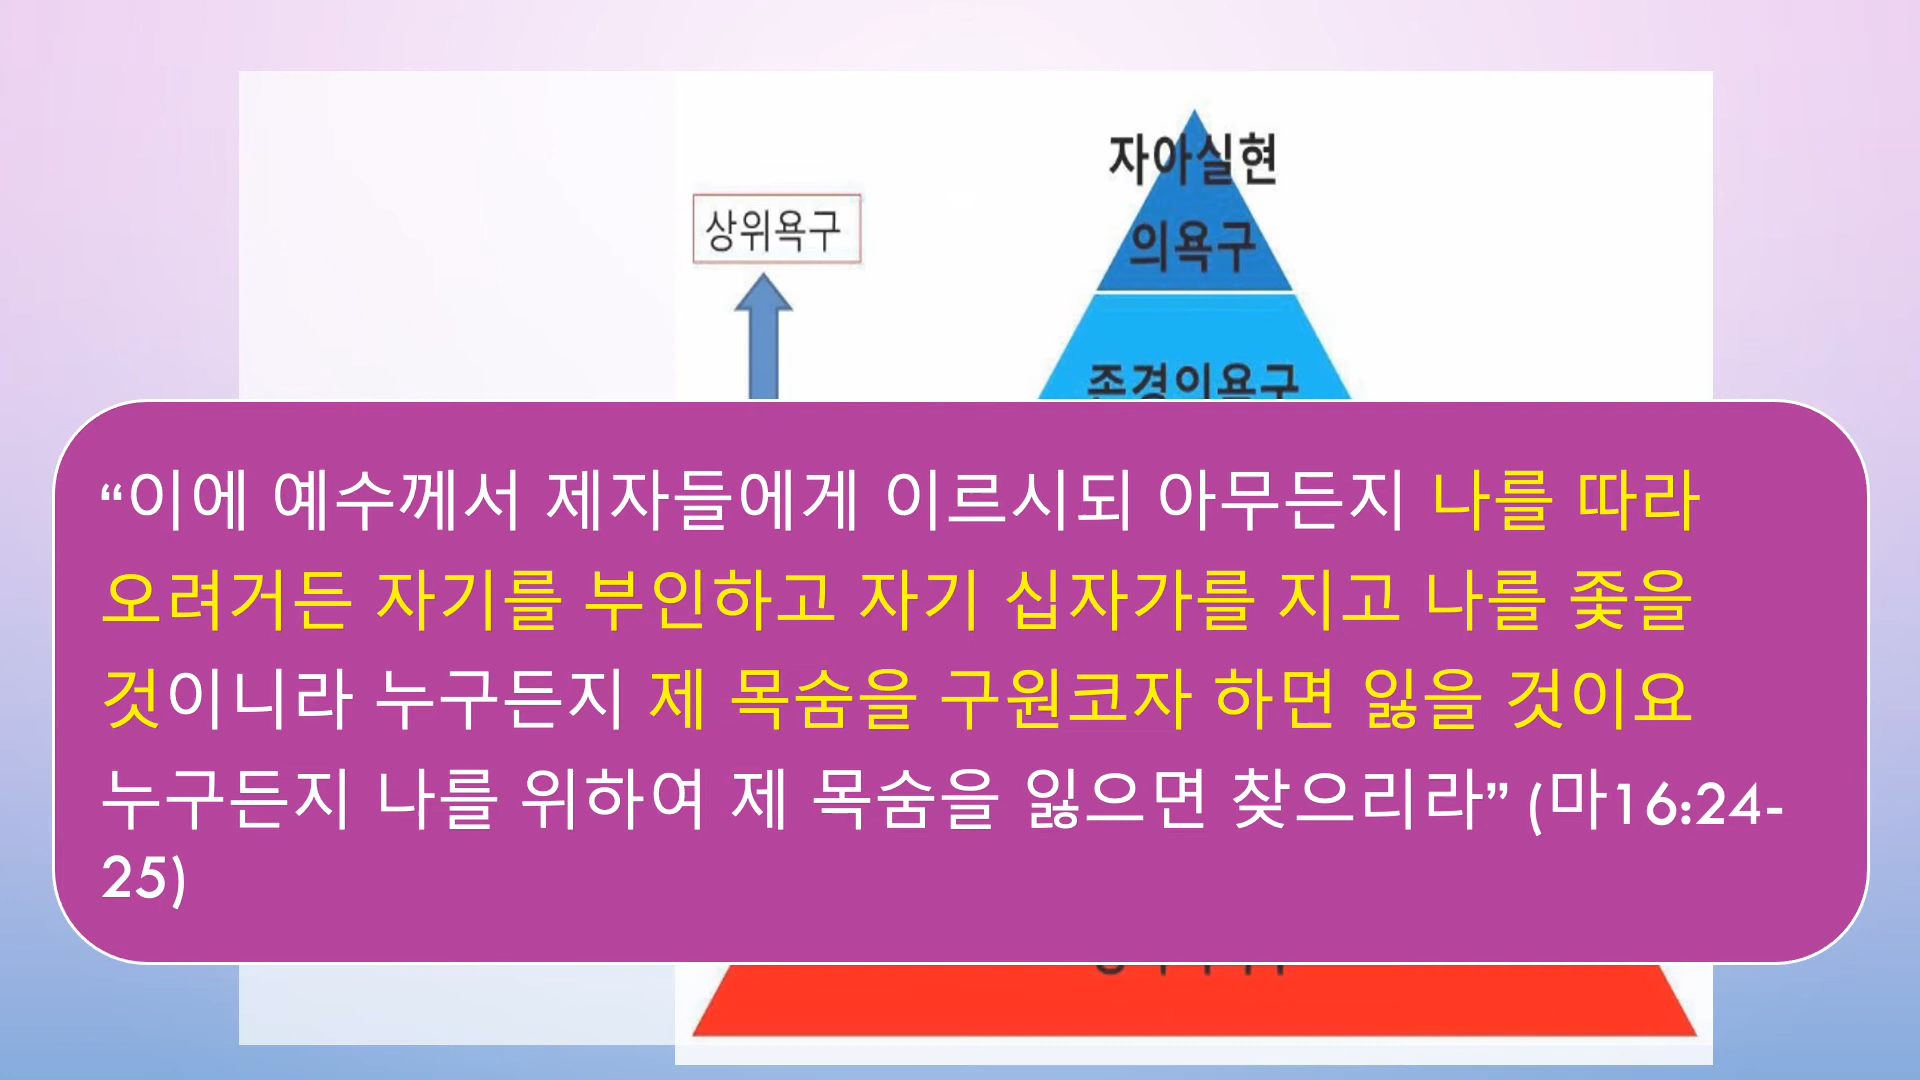 자아실현
의욕구
상위욕구
존경의욕구
“이에 예수께서 제자들에게 이르시되 아무든지 나를 따라
오려거든 자기를 부인하고 자기 십자가를 지고 나를 좇을
것이니라 누구든지 제 목숨을 구원코자 하면 잃을 것이요
누구든지 나를 위하여 제 목숨을 잃으면 찾으리라” (마16:24-
25)